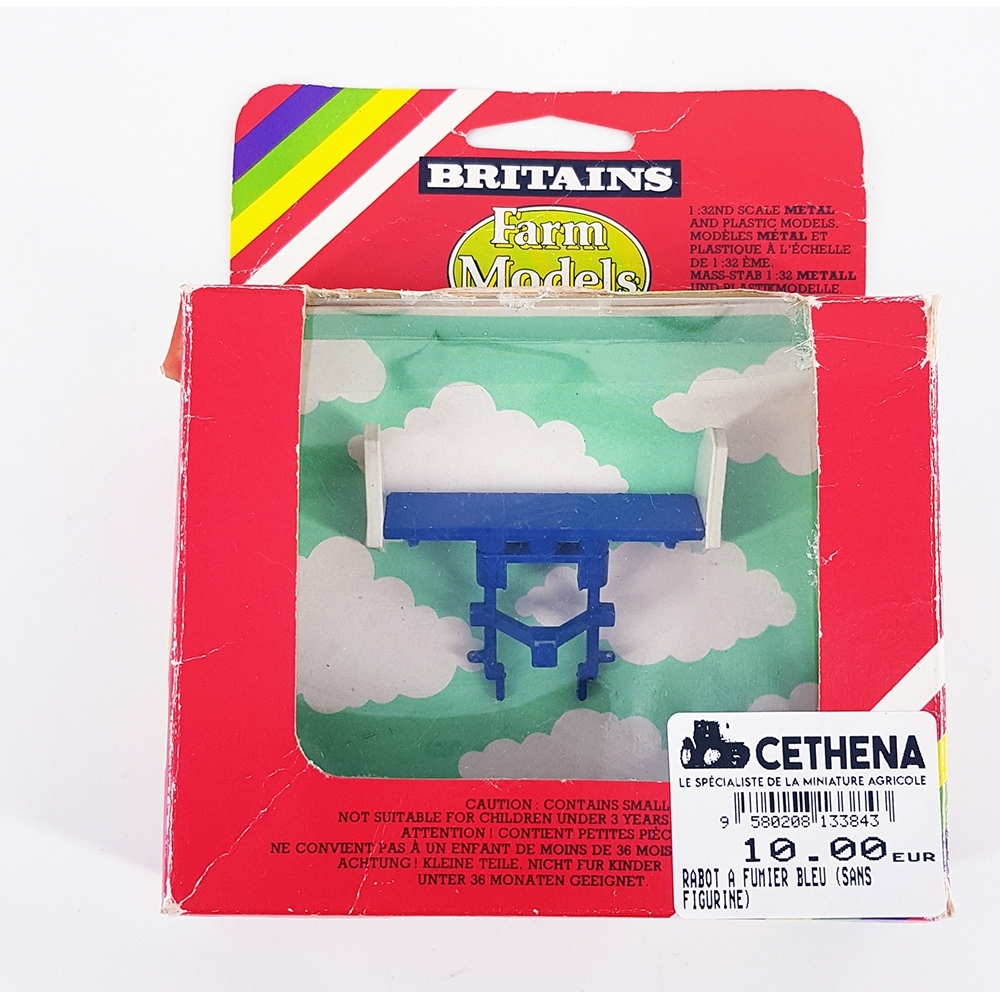 BRITAINS
Farm
Models
1:32ND SCALE METAL
AND PLASTIC MODELS.
MODÈLES MÉTAL ET
PLASTIQUE À L'ÉCHELLE
DE 1:32 ÈME.
MASS-STAB 1:32 METALL
UND PLASTIKMODELLE.
CAUTION : CONTAINS SMALL
NOT SUITABLE FOR CHILDREN UNDER 3 YEARS
ATTENTION ! CONTIENT PETITES PIÈC
NE CONVIENT PAS À UN ENFANT DE MOINS DE 36 MOIS
ACHTUNG ! KLEINE TEILE. NICHT FUR KINDER
UNTER 36 MONATEN GEEIGNET.
CETHENA
LE SPÉCIALISTE DE LA MINIATURE AGRICOLE
9 580208 133843
10.00 EUR
RABOT A FUMIER BLEU (SANS
FIGURINE)